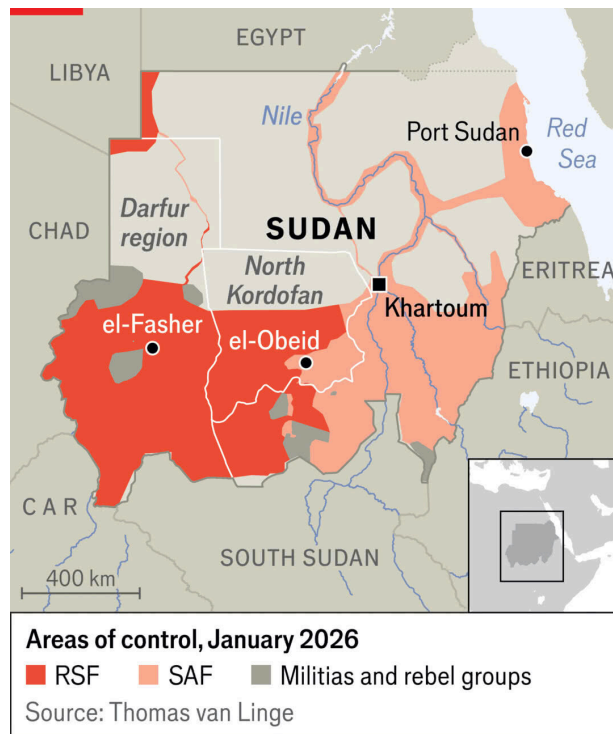 EGYPT
LIBYA
Nile
Port Sudan
Red
Sea
Darfur
region
SUDAN
CHAD
North
Kordofan
ERITREA
Khartoum
el-Fasher
el-Obeid
ETHIOPIA
CAR
SOUTH SUDAN
400 km
Areas of control, January 2026
RSF SAF Militias and rebel groups
Source: Thomas van Linge